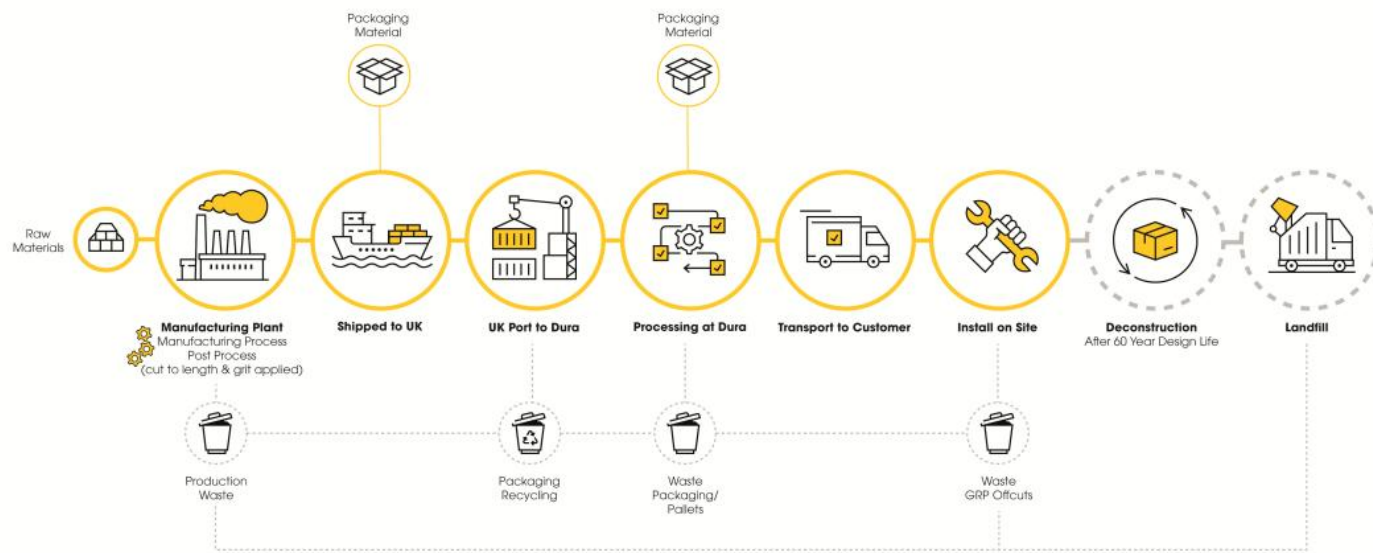 Packaging
Material
Packaging
Material
Raw
Materials
Manufacturing Plant
Manufacturing Process
Post Process
(cut to length & grit applied)
Shipped to UK
UK Port to Dura
Processing at Dura
Transport to Customer
Install on Site
Deconstruction
After 60 Year Design Life
Landfill
Production
Waste
Packaging
Recycling
Waste
Packaging/
Pallets
Waste
GRP Offcuts